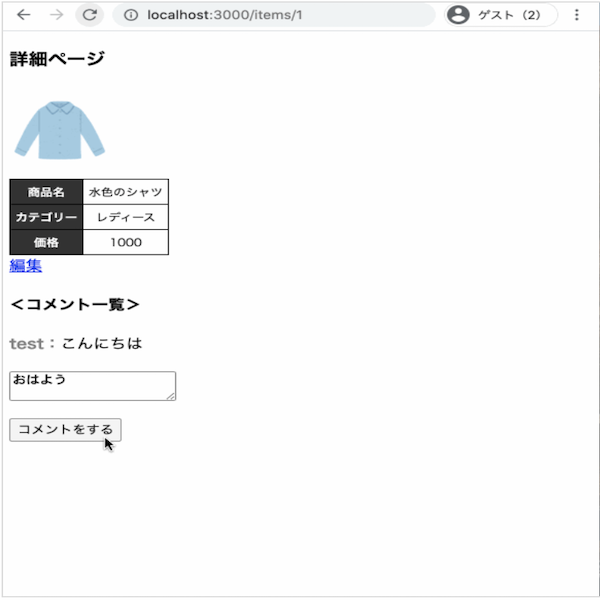 localhost:3000/items/1
ゲスト（2）
詳細ページ
商品名 水色のシャツ
カテゴリー レディース
価格 1000
編集
＜コメント一覧＞
test：こんにちは
おはよう
コメントをする